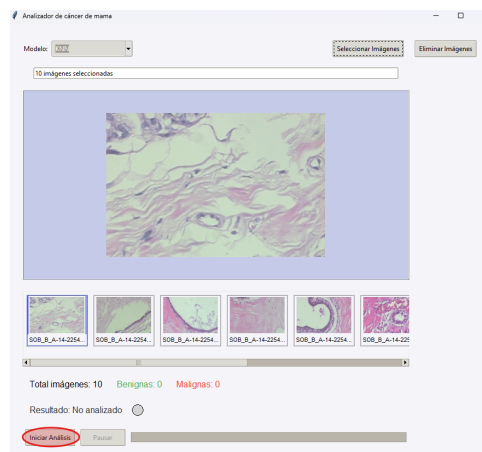 Analizador de cáncer de mama
Modelo:
Seleccionar Imágenes
Eliminar Imágenes
10 imágenes seleccionadas
SOB_B_A-14-2254...
SOB_B_A-14-2254...
SOB_B_A-14-2254...
SOB_B_A-14-2254...
SOB_B_A-14-2254...
SOB_B_A-14-225
Total imágenes: 10 Benignas: 0 Malignas: 0
Resultado: No analizado
Iniciar Análisis Pausar